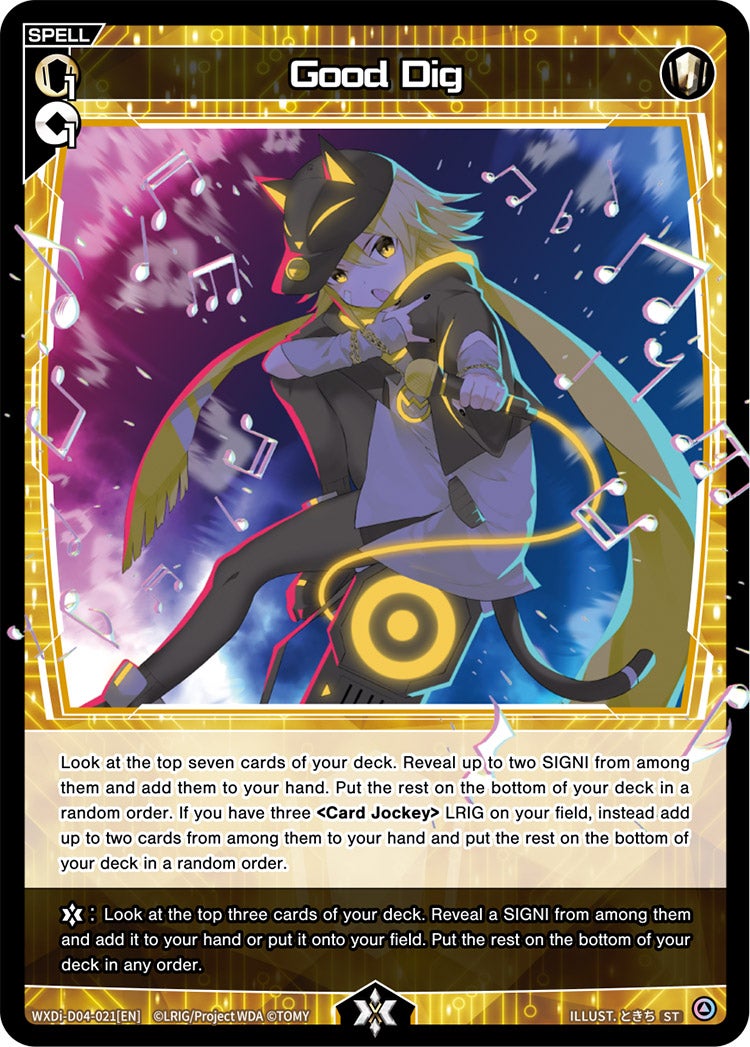 SPELL
Good Dig
1
1
Look at the top seven cards of your deck. Reveal up to two SIGNI from among
them and add them to your hand. Put the rest on the bottom of your deck in a
random order. If you have three <Card Jockey> LRIG on your field, instead add
up to two cards from among them to your hand and put the rest on the bottom of
your deck in a random order.
: Look at the top three cards of your deck. Reveal a SIGNI from among them
and add it to your hand or put it onto your field. Put the rest on the bottom of your
deck in any order.
WXDi-D04-021[EN] ©LRIG/Project WDA ©TOMY ILLUST. ときち ST